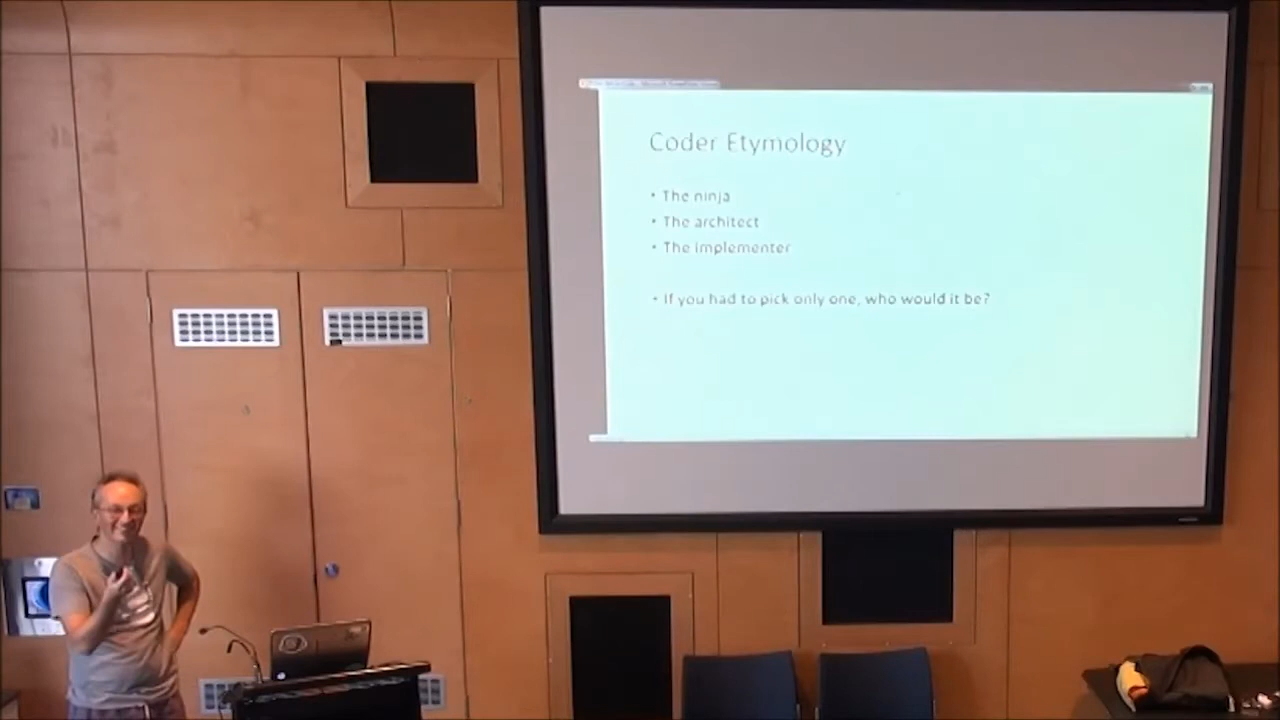 Coder Etymology
• The ninja
• The architect
• The implementer
• If you had to pick only one, who would it be?